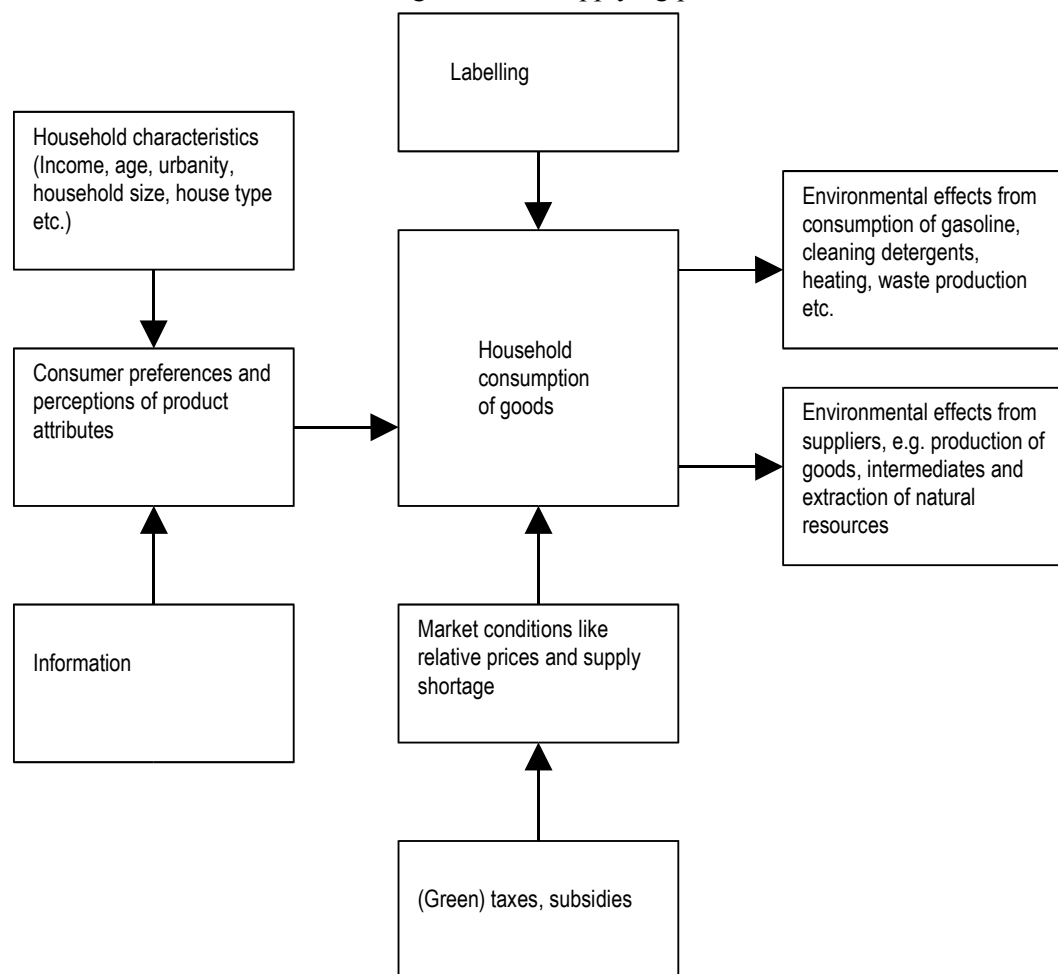 Labelling
Household characteristics
(Income, age, urbanity,
household size, house type
etc.)
Environmental effects from
consumption of gasoline,
cleaning detergents,
heating, waste production
etc.
Household
consumption
of goods
Consumer preferences and
perceptions of product
attributes
Environmental effects from
suppliers, e.g. production of
goods, intermediates and
extraction of natural
resources
Information
Market conditions like
relative prices and supply
shortage
(Green) taxes, subsidies